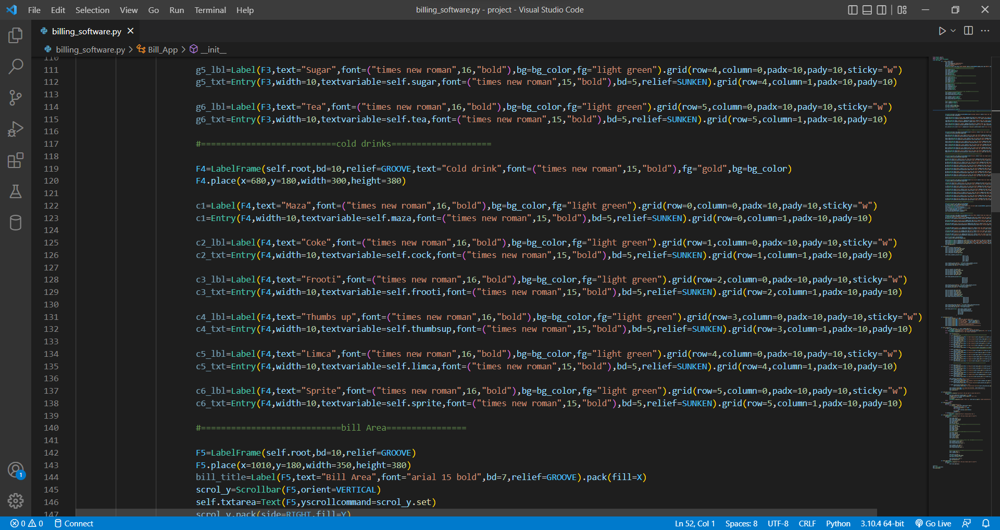 File Edit Selection View Go Run Terminal Help
billing_software.py - project - Visual Studio Code
billing_software.py
billing_software.py > Bill_App > __init__
110
111 g5_lbl=Label(F3,text="Sugar",font=("times new roman",16,"bold"),bg=bg_color,fg="light green").grid(row=4,column=0,padx=10,pady=10,sticky="w")
112 g5_txt=Entry(F3,width=10,textvariable=self.sugar,font=("times new roman",15,"bold"),bd=5,relief=SUNKEN).grid(row=4,column=1,padx=10,pady=10)
113
114 g6_lbl=Label(F3,text="Tea",font=("times new roman",16,"bold"),bg=bg_color,fg="light green").grid(row=5,column=0,padx=10,pady=10,sticky="w")
115 g6_txt=Entry(F3,width=10,textvariable=self.tea,font=("times new roman",15,"bold"),bd=5,relief=SUNKEN).grid(row=5,column=1,padx=10,pady=10)
116
117 #===========================cold drinks====================
118
119 F4=LabelFrame(self.root,bd=10,relief=GROOVE,text="Cold drink",font=("times new roman",15,"bold"),fg="gold",bg=bg_color)
120 F4.place(x=680,y=180,width=300,height=380)
121
122 c1=Label(F4,text="Maza",font=("times new roman",16,"bold"),bg=bg_color,fg="light green").grid(row=0,column=0,padx=10,pady=10,sticky="w")
123 c1=Entry(F4,width=10,textvariable=self.maza,font=("times new roman",15,"bold"),bd=5,relief=SUNKEN).grid(row=0,column=1,padx=10,pady=10)
124
125 c2_lbl=Label(F4,text="Coke",font=("times new roman",16,"bold"),bg=bg_color,fg="light green").grid(row=1,column=0,padx=10,pady=10,sticky="w")
126 c2_txt=Entry(F4,width=10,textvariable=self.cock,font=("times new roman",15,"bold"),bd=5,relief=SUNKEN).grid(row=1,column=1,padx=10,pady=10)
127
128 c3_lbl=Label(F4,text="Frooti",font=("times new roman",16,"bold"),bg=bg_color,fg="light green").grid(row=2,column=0,padx=10,pady=10,sticky="w")
129 c3_txt=Entry(F4,width=10,textvariable=self.frooti,font=("times new roman",15,"bold"),bd=5,relief=SUNKEN).grid(row=2,column=1,padx=10,pady=10)
130
131 c4_lbl=Label(F4,text="Thumbs up",font=("times new roman",16,"bold"),bg=bg_color,fg="light green").grid(row=3,column=0,padx=10,pady=10,sticky="w")
132 c4_txt=Entry(F4,width=10,textvariable=self.thumbsup,font=("times new roman",15,"bold"),bd=5,relief=SUNKEN).grid(row=3,column=1,padx=10,pady=10)
133
134 c5_lbl=Label(F4,text="Limca",font=("times new roman",16,"bold"),bg=bg_color,fg="light green").grid(row=4,column=0,padx=10,pady=10,sticky="w")
135 c5_txt=Entry(F4,width=10,textvariable=self.limca,font=("times new roman",15,"bold"),bd=5,relief=SUNKEN).grid(row=4,column=1,padx=10,pady=10)
136
137 c6_lbl=Label(F4,text="Sprite",font=("times new roman",16,"bold"),bg=bg_color,fg="light green").grid(row=5,column=0,padx=10,pady=10,sticky="w")
138 c6_txt=Entry(F4,width=10,textvariable=self.sprite,font=("times new roman",15,"bold"),bd=5,relief=SUNKEN).grid(row=5,column=1,padx=10,pady=10)
139
140 #============================bill Area================
141
142 F5=LabelFrame(self.root,bd=10,relief=GROOVE)
143 F5.place(x=1010,y=180,width=350,height=380)
144 bill_title=Label(F5,text="Bill Area",font="arial 15 bold",bd=7,relief=GROOVE).pack(fill=X)
145 scrol_y=Scrollbar(F5,orient=VERTICAL)
146 self.txtarea=Text(F5,yscrollcommand=scrol_y.set)
147 scrol_y.pack(side=RIGHT,fill=Y)
1
0 0 Connect Ln 52, Col 1 Spaces: 8 UTF-8 CRLF Python 3.10.4 64-bit Go Live